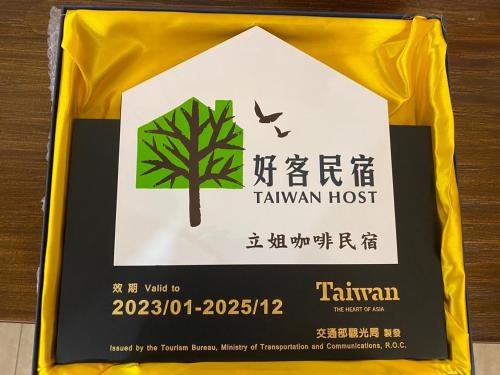 好客民宿
TAIWAN HOST
立姐咖啡民宿
效期 Valid to
2023/01-2025/12
Taiwan
THE HEART OF ASIA
交通部觀光局 製發
Issued by the Tourism Bureau, Ministry of Transportation and Communications, R.O.C.